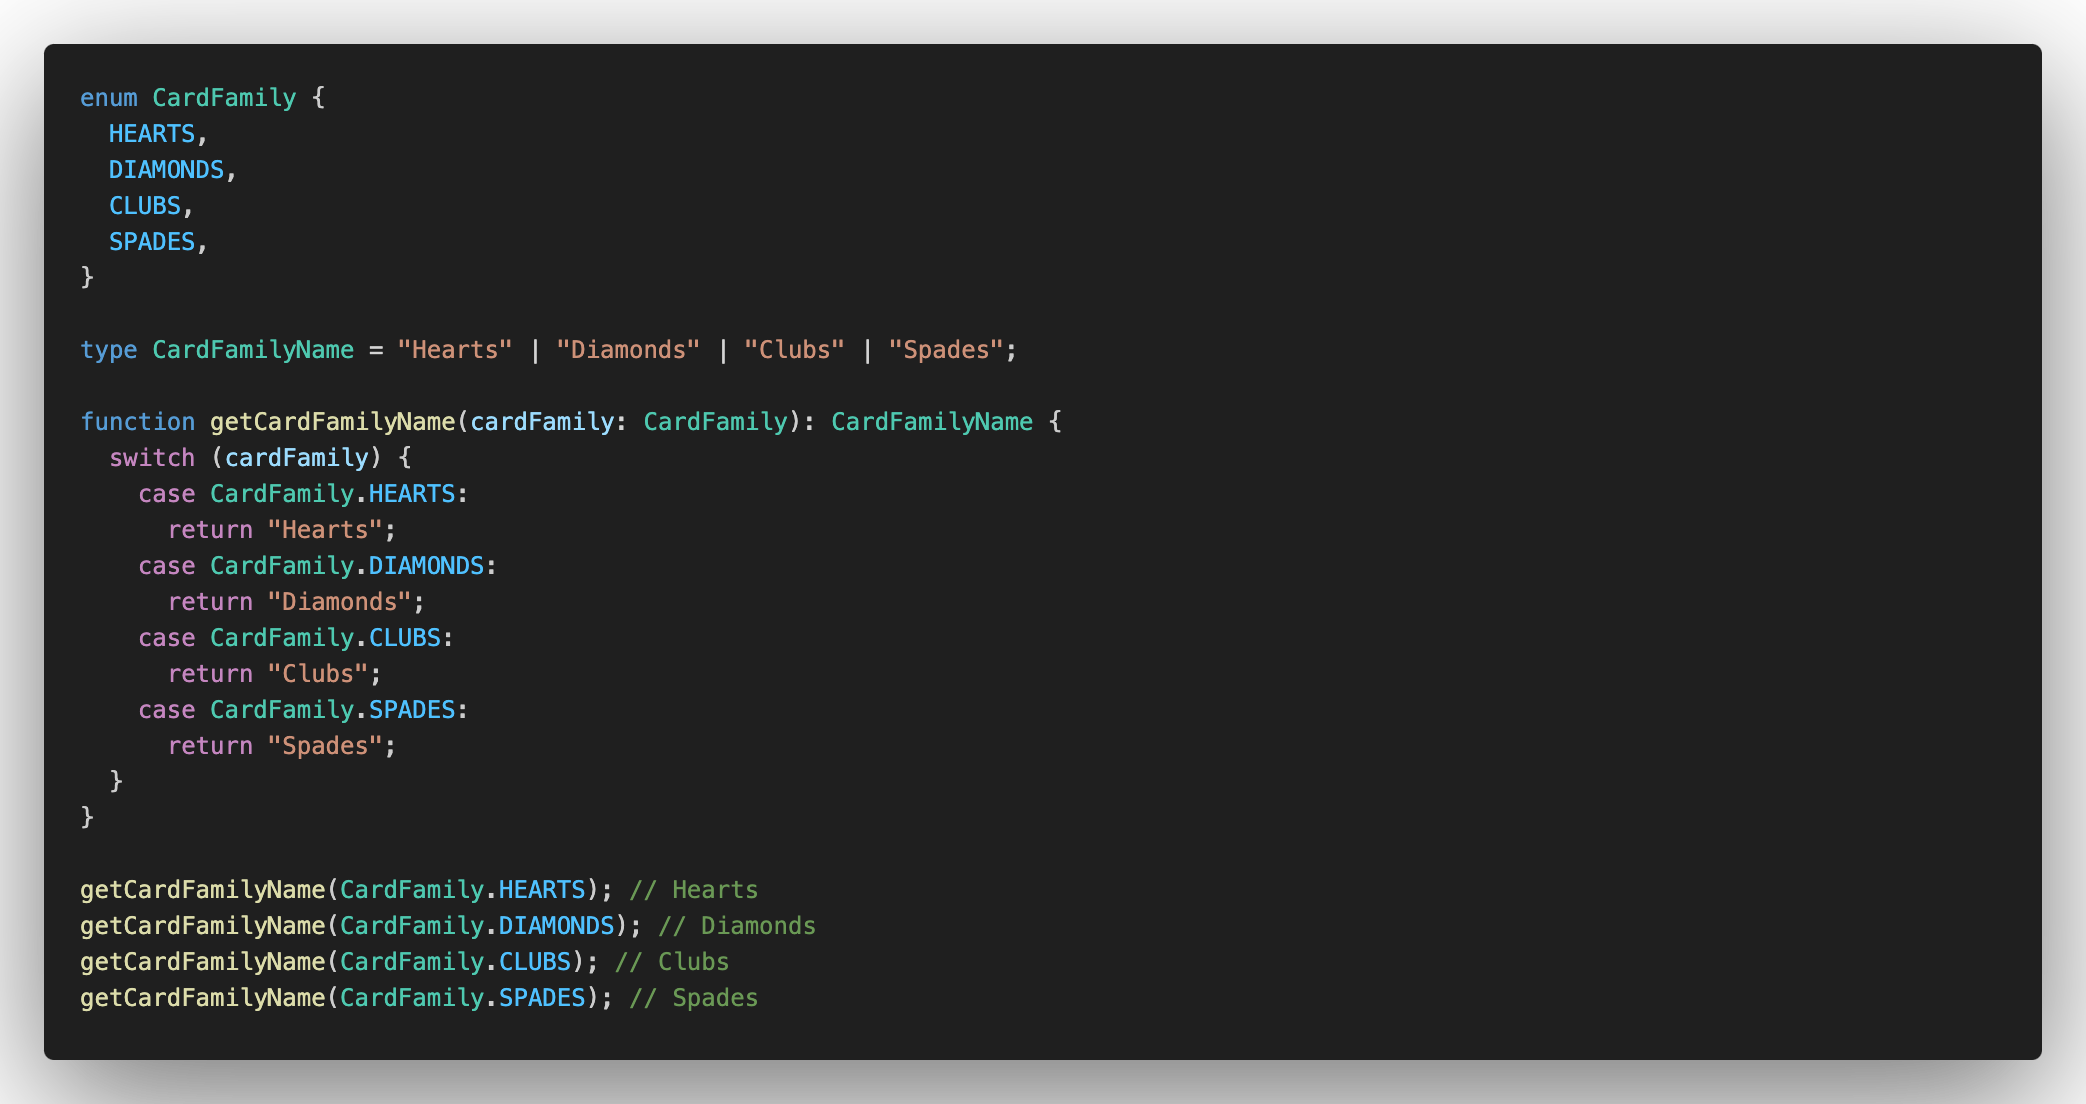 enum CardFamily {
  HEARTS,
  DIAMONDS,
  CLUBS,
  SPADES,
}

type CardFamilyName = "Hearts" | "Diamonds" | "Clubs" | "Spades";

function getCardFamilyName(cardFamily: CardFamily): CardFamilyName {
  switch (cardFamily) {
    case CardFamily.HEARTS:
      return "Hearts";
    case CardFamily.DIAMONDS:
      return "Diamonds";
    case CardFamily.CLUBS:
      return "Clubs";
    case CardFamily.SPADES:
      return "Spades";
  }
}

getCardFamilyName(CardFamily.HEARTS); // Hearts
getCardFamilyName(CardFamily.DIAMONDS); // Diamonds
getCardFamilyName(CardFamily.CLUBS); // Clubs
getCardFamilyName(CardFamily.SPADES); // Spades